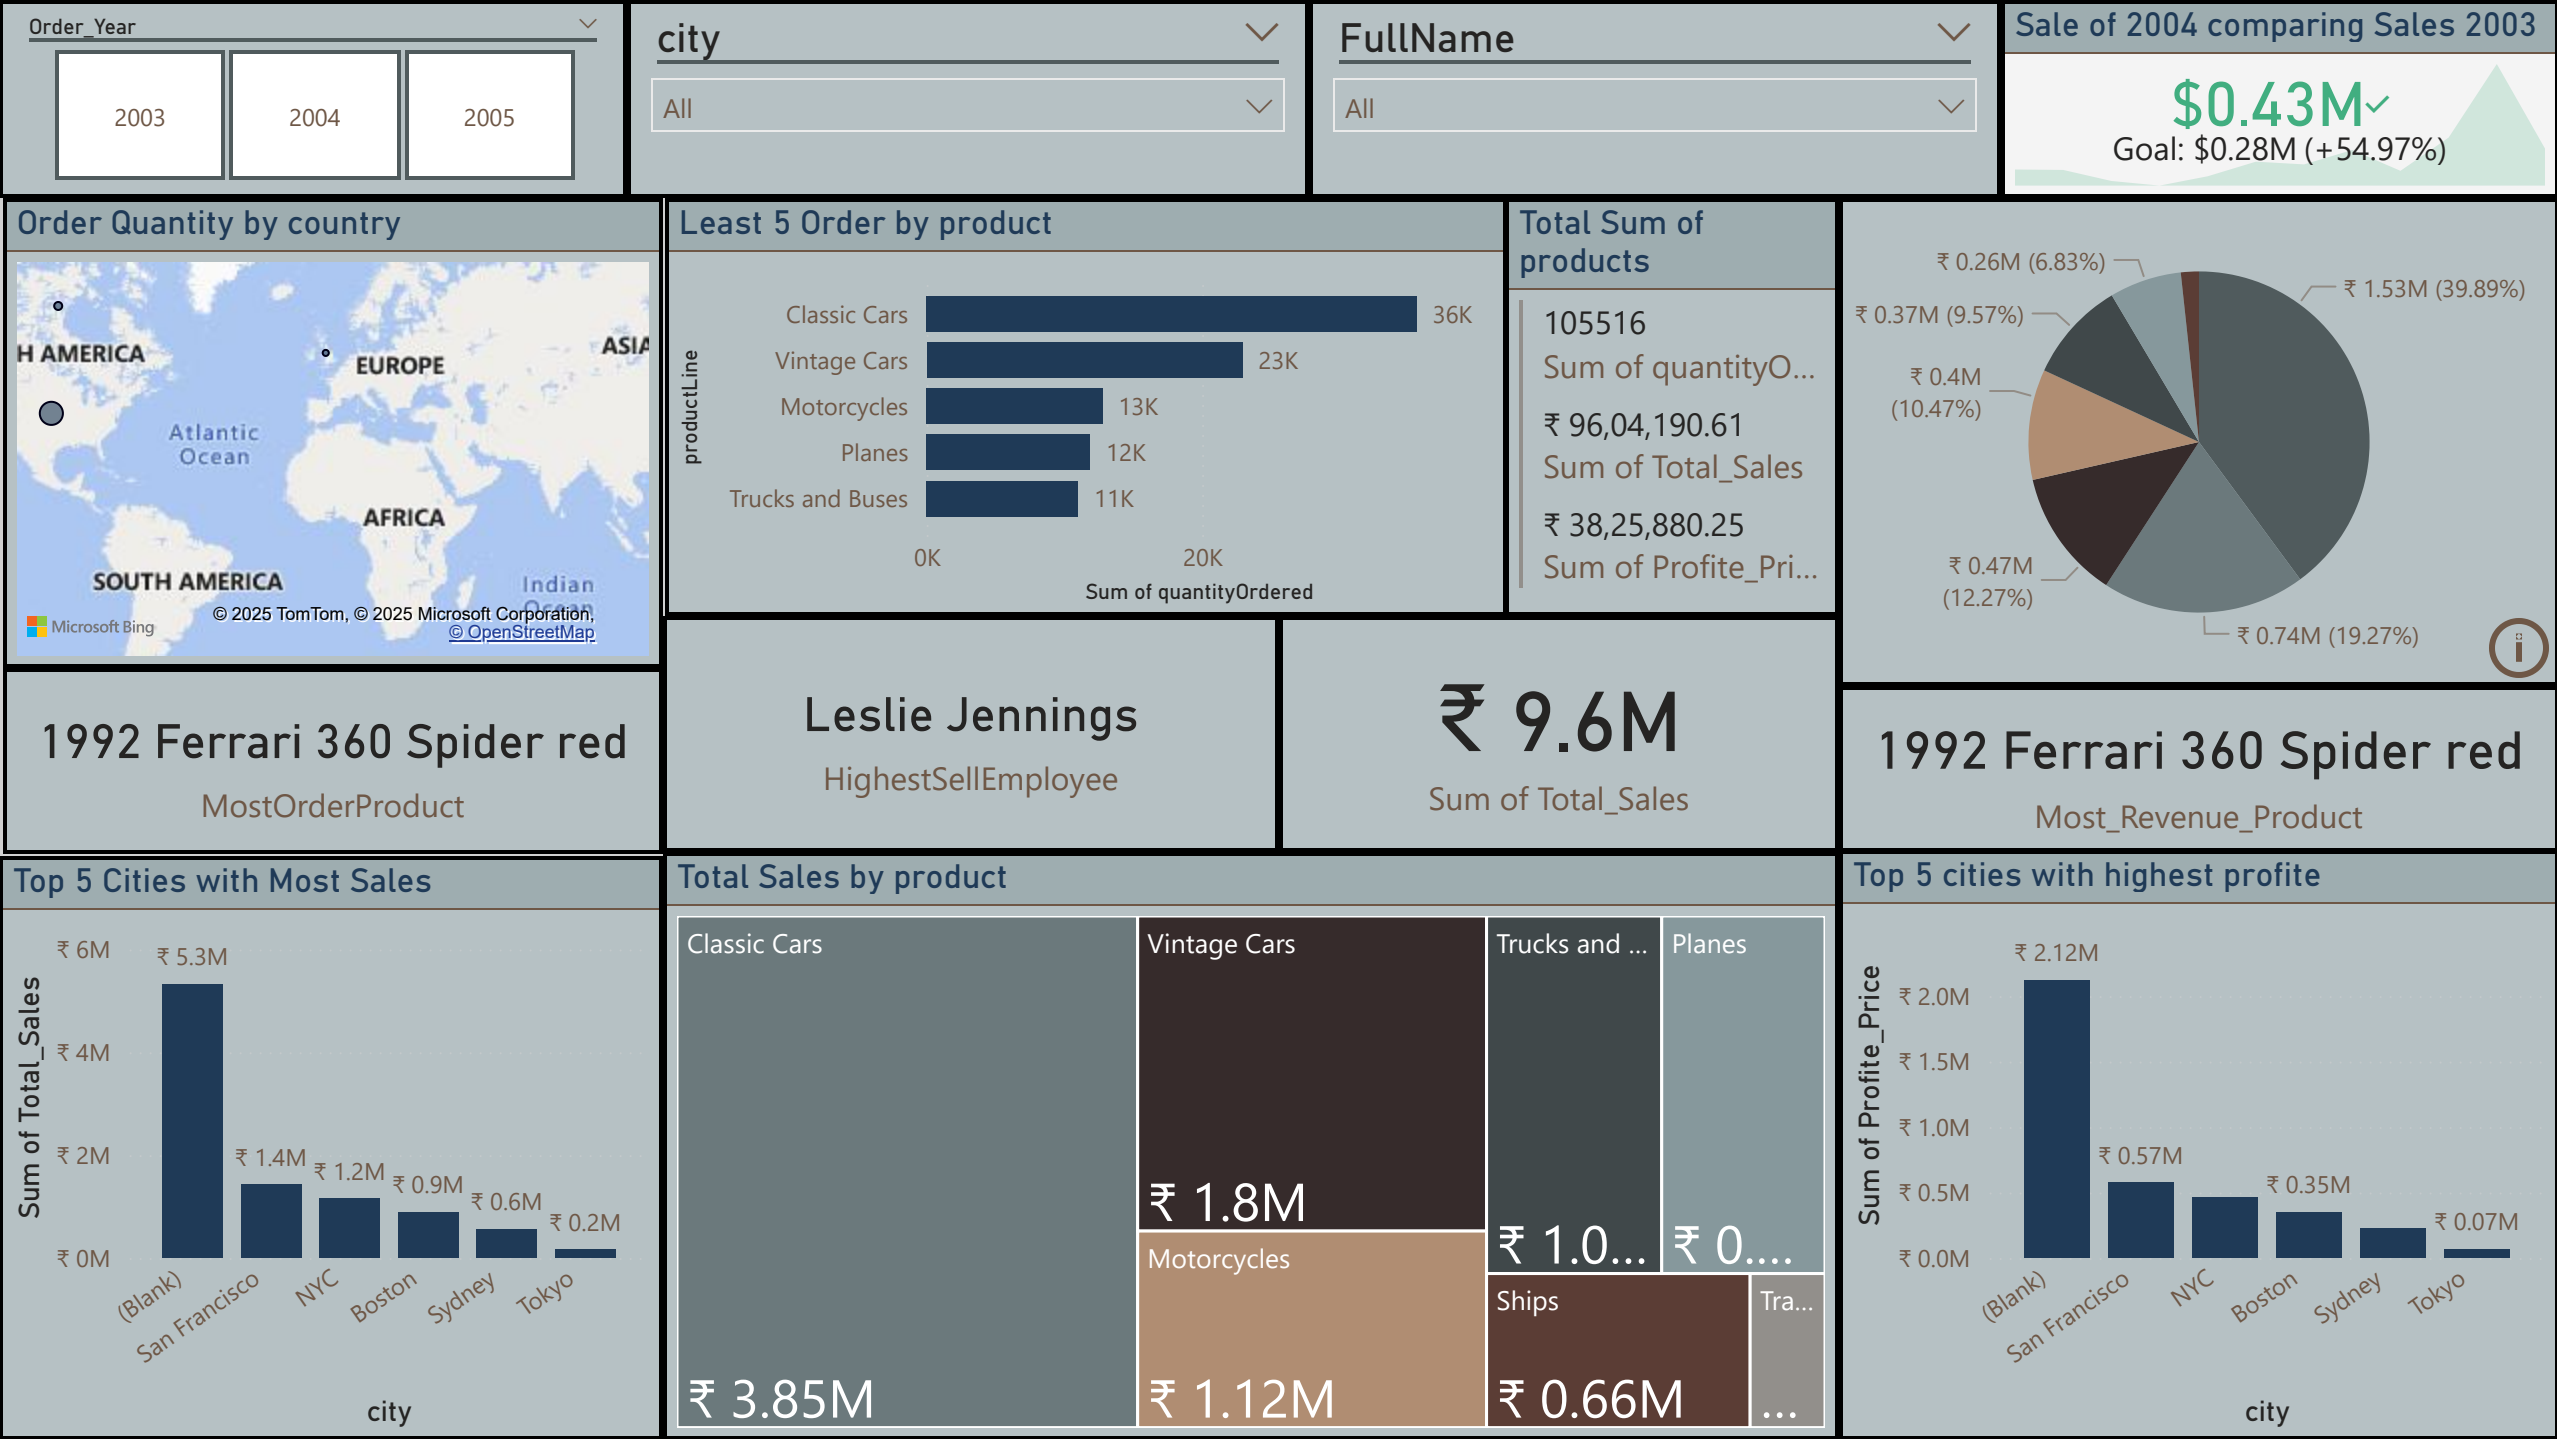 Order_Year
2003
2004
2005
city
All
FullName
All
Sale of 2004 comparing Sales 2003
$0.43M
Goal: $0.28M (+54.97%)
Order Quantity by country
H AMERICA
EUROPE
ASIA
Atlantic
Ocean
AFRICA
SOUTH AMERICA
Indian
Ocean
© 2025 TomTom, © 2025 Microsoft Corporation,
© OpenStreetMap
Microsoft Bing
Least 5 Order by product
productLine
Classic Cars
36K
Vintage Cars
23K
Motorcycles
13K
Planes
12K
Trucks and Buses
11K
0K
20K
Sum of quantityOrdered
Total Sum of
products
105516
Sum of quantityO...
₹ 96,04,190.61
Sum of Total_Sales
₹ 38,25,880.25
Sum of Profite_Pri...
₹ 0.26M (6.83%)
₹ 1.53M (39.89%)
₹ 0.37M (9.57%)
₹ 0.4M
(10.47%)
₹ 0.47M
(12.27%)
₹ 0.74M (19.27%)
1992 Ferrari 360 Spider red
MostOrderProduct
Leslie Jennings
HighestSellEmployee
₹ 9.6M
Sum of Total_Sales
1992 Ferrari 360 Spider red
Most_Revenue_Product
Top 5 Cities with Most Sales
Sum of Total_Sales
₹ 6M
₹ 4M
₹ 2M
₹ 0M
₹ 5.3M
₹ 1.4M
₹ 1.2M
₹ 0.9M
₹ 0.6M
₹ 0.2M
(Blank)
San Francisco
NYC
Boston
Sydney
Tokyo
city
Total Sales by product
Classic Cars
₹ 3.85M
Vintage Cars
₹ 1.8M
Motorcycles
₹ 1.12M
Trucks and ...
₹ 1.0...
Planes
₹ 0....
Ships
₹ 0.66M
Tra...
...
Top 5 cities with highest profite
Sum of Profite_Price
₹ 2.0M
₹ 1.5M
₹ 1.0M
₹ 0.5M
₹ 0.0M
₹ 2.12M
₹ 0.57M
₹ 0.35M
₹ 0.07M
(Blank)
San Francisco
NYC
Boston
Sydney
Tokyo
city